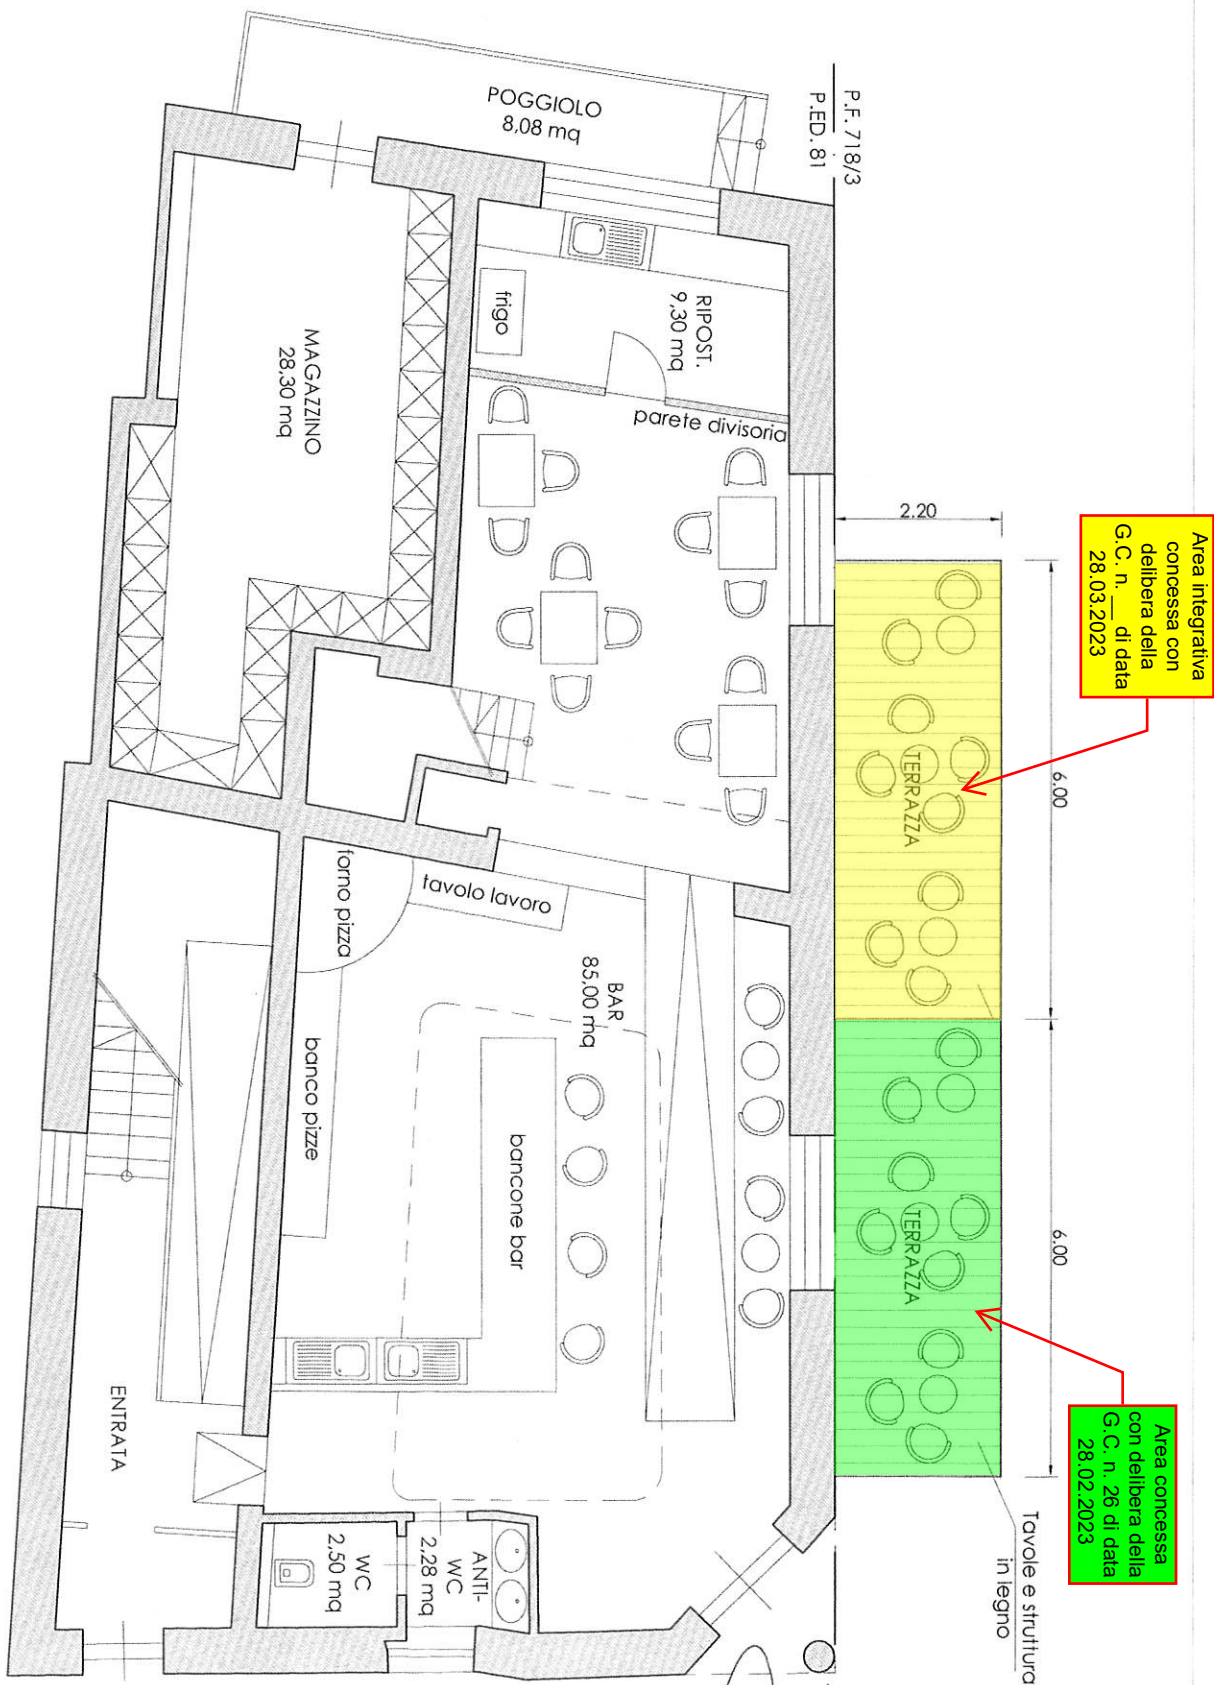 P.F. 718/3
P.ED. 81
POGGIOLO
8,08 mq
RIPOST.
9,30 mq
frigo
parete divisoria
MAGAZZINO
28,30 mq
2.20
6.00
6.00
Area integrativa
concessa con
delibera della
G.C. n. __ di data
28.03.2023
TERRAZZA
TERRAZZA
Area concessa
con delibera della
G.C. n. 26 di data
28.02.2023
Tavole e struttura
in legno
forno pizza
tavolo lavoro
BAR
85,00 mq
banco pizze
bancone bar
ENTRATA
ANTI-
WC
2,28 mq
WC
2,50 mq